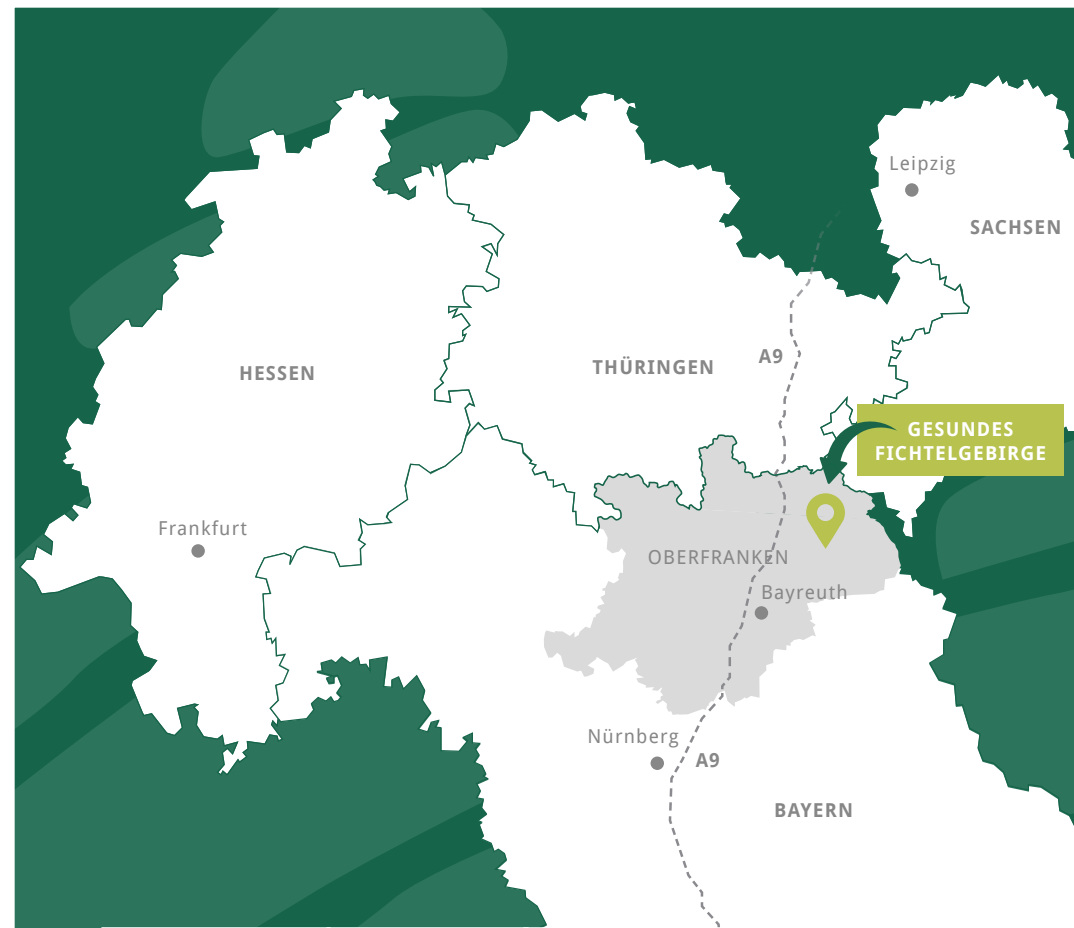 Leipzig
SACHSEN
A9
THÜRINGEN
HESSEN
GESUNDES
FICHTELGEBIRGE
Frankfurt
OBERFRANKEN
Bayreuth
Nürnberg
A9
BAYERN